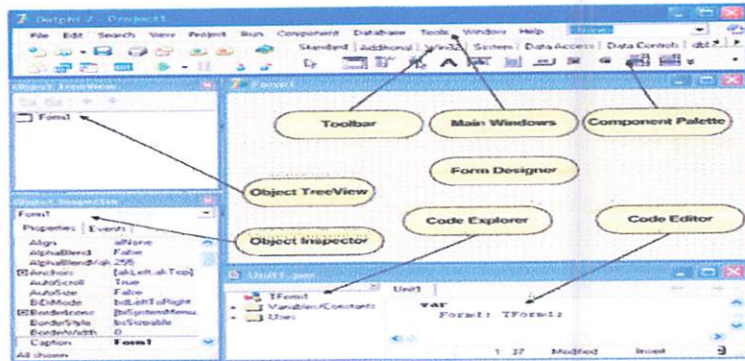 Delphi 7 - Project1
File Edit Search View Project Run Component Database Tools Window Help <None>
Standard Additional Win32 System Data Access Data Controls
Object TreeView
Form1
Form1
Toolbar
Main Windows
Component Palette
Form Designer
Object TreeView
Code Explorer
Code Editor
Object Inspector
Object Inspector
Form1
Properties Events
Align alNone
AlphaBlend False
255
Anchors [akLeft,akTop]
AutoScroll True
AutoSize False
BiDiMode bdLeftToRight
BorderIcons [biSystemMenu,
BorderStyle bsSizeable
BorderWidth 0
Caption Form1
All shown
Unit1.pas
TForm1
Variables/Constants
Uses
Unit1
var
Form1: TForm1;
1: 37 Modified Insert